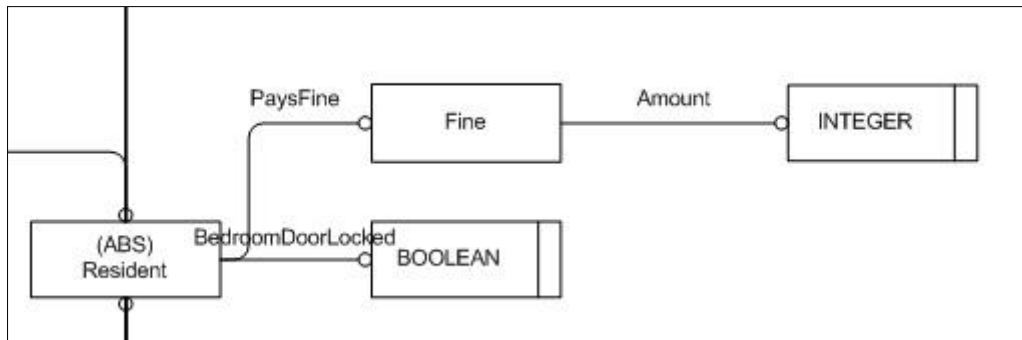 PaysFine
Amount
Fine
INTEGER
(ABS)
Resident
BedroomDoorLocked
BOOLEAN